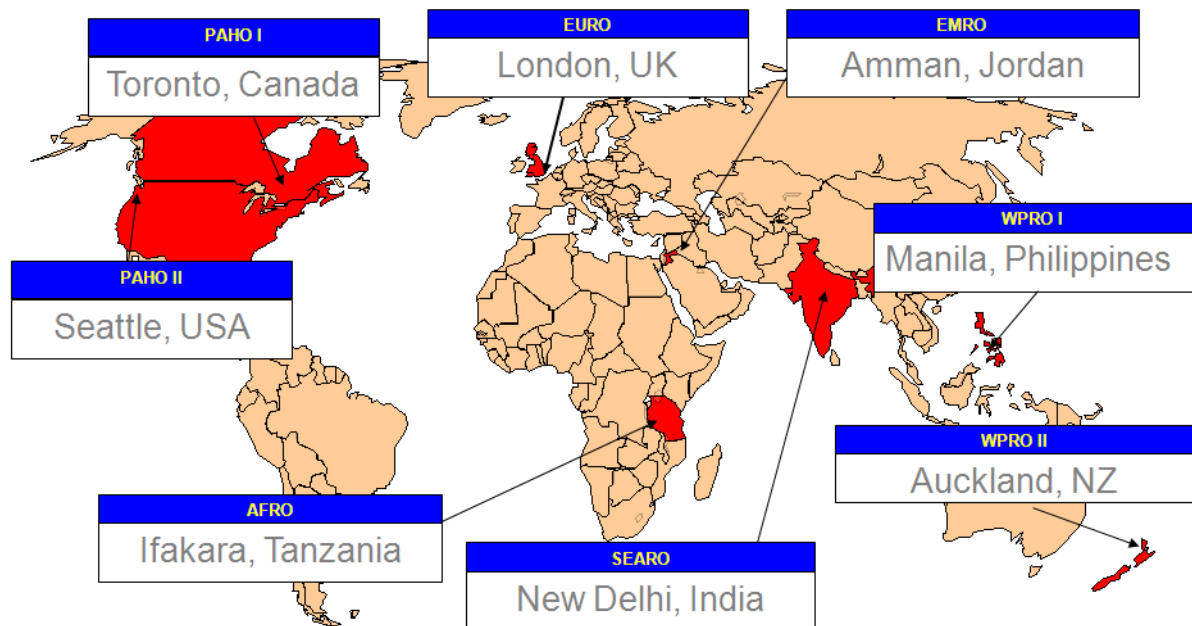 PAHO I
Toronto, Canada
EURO
London, UK
EMRO
Amman, Jordan
WPRO I
Manila, Philippines
PAHO II
Seattle, USA
WPRO II
Auckland, NZ
AFRO
Ifakara, Tanzania
SEARO
New Delhi, India